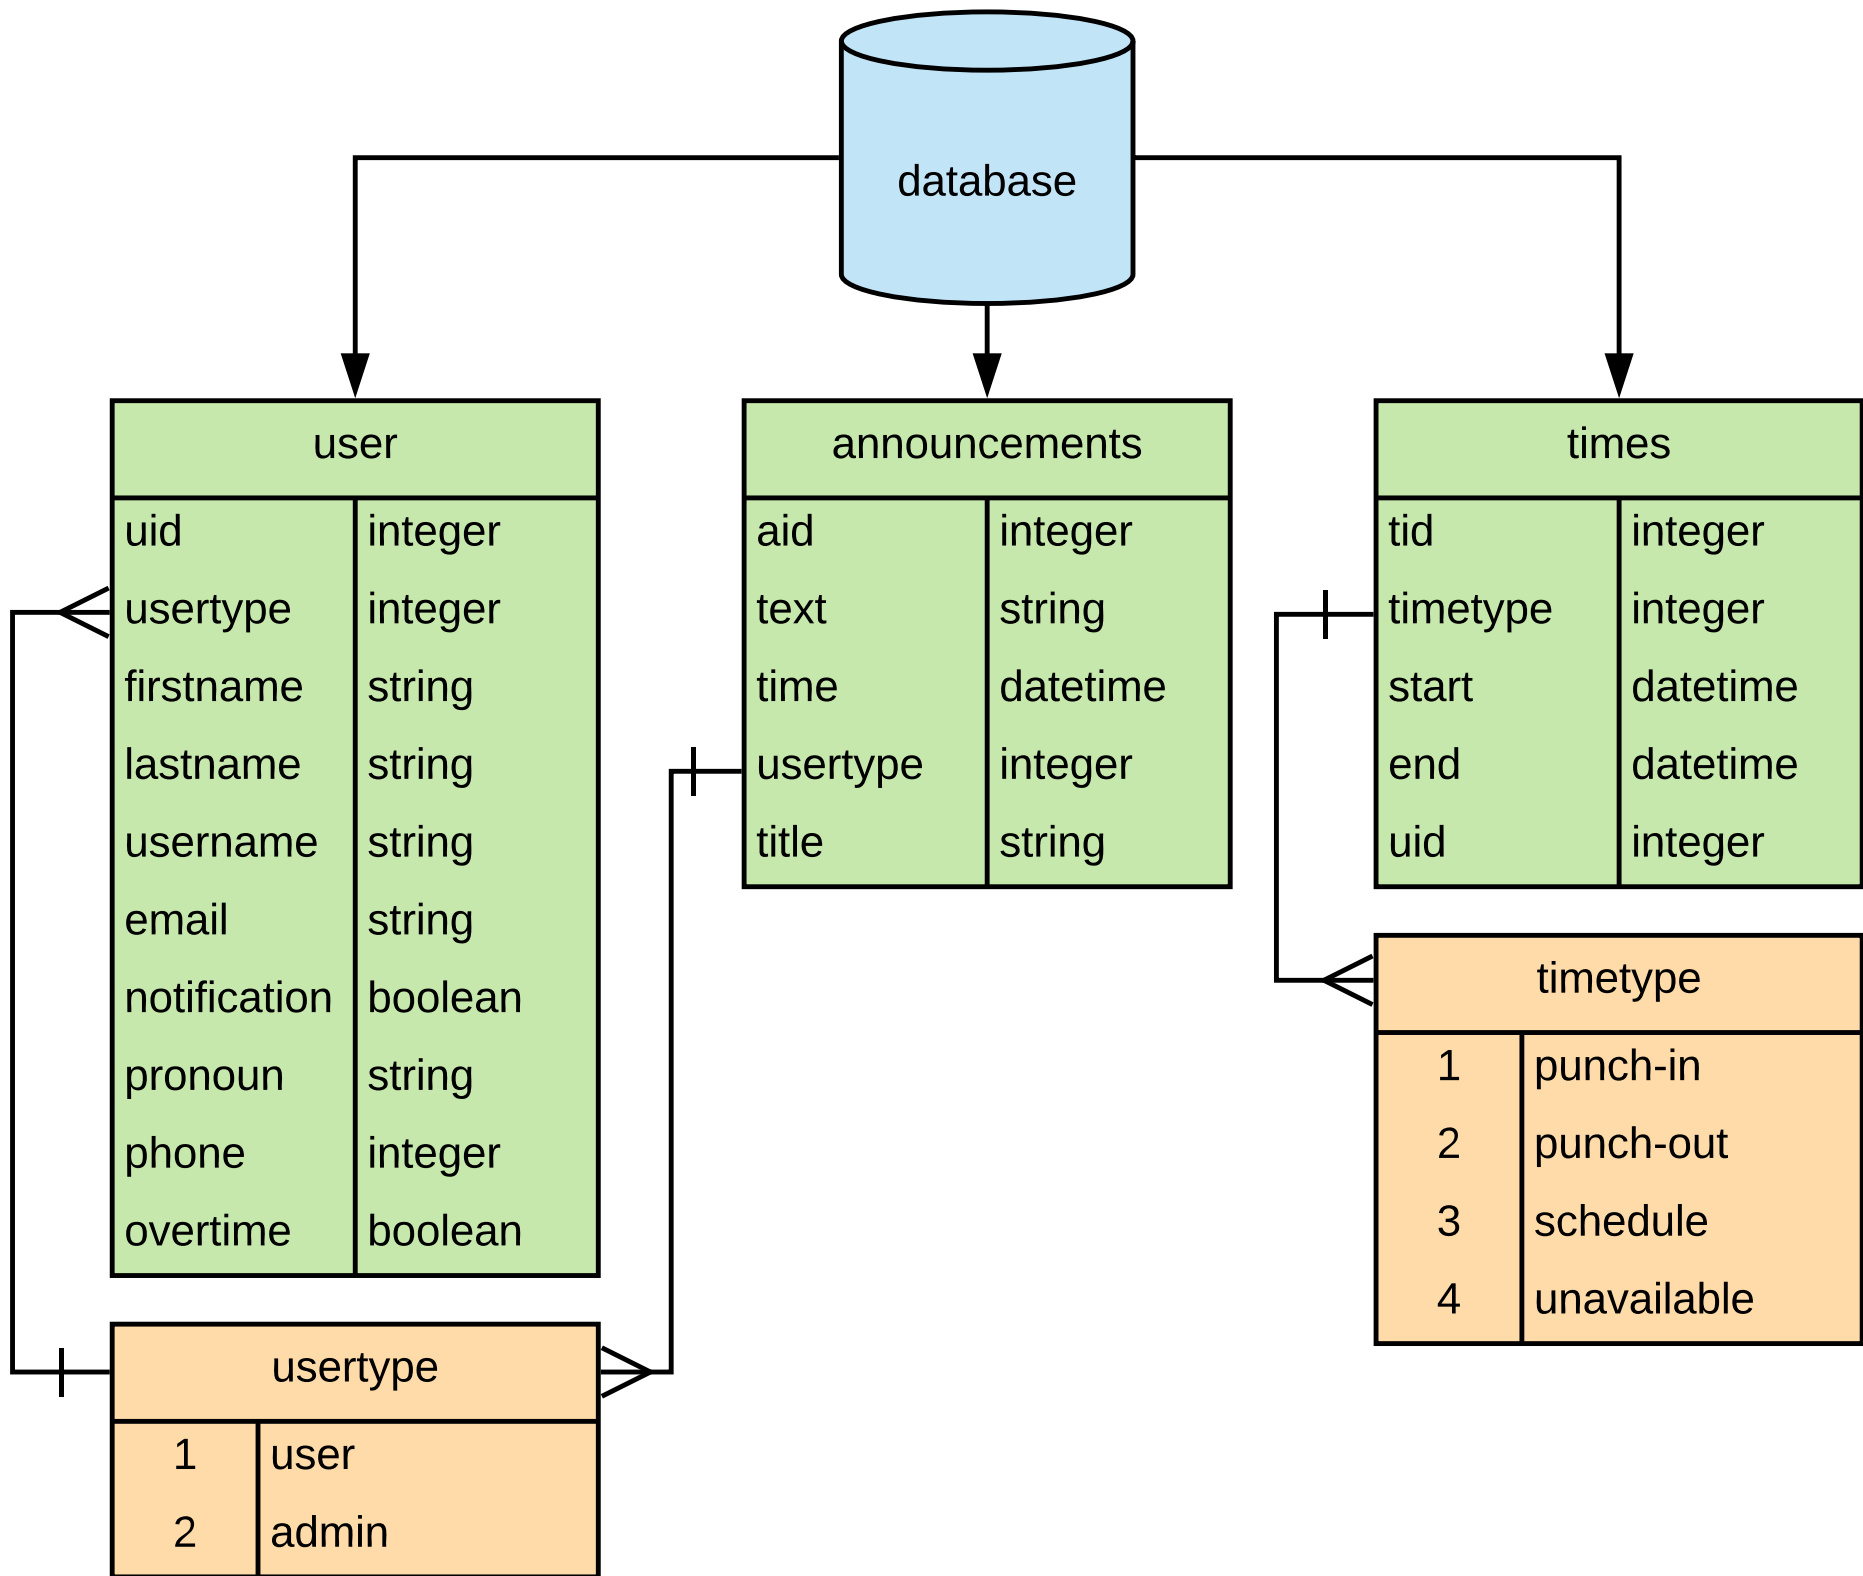 database
user
uid integer
usertype integer
firstname string
lastname string
username string
email string
notification boolean
pronoun string
phone integer
overtime boolean
announcements
aid integer
text string
time datetime
usertype integer
title string
times
tid integer
timetype integer
start datetime
end datetime
uid integer
timetype
1 punch-in
2 punch-out
3 schedule
4 unavailable
usertype
1 user
2 admin